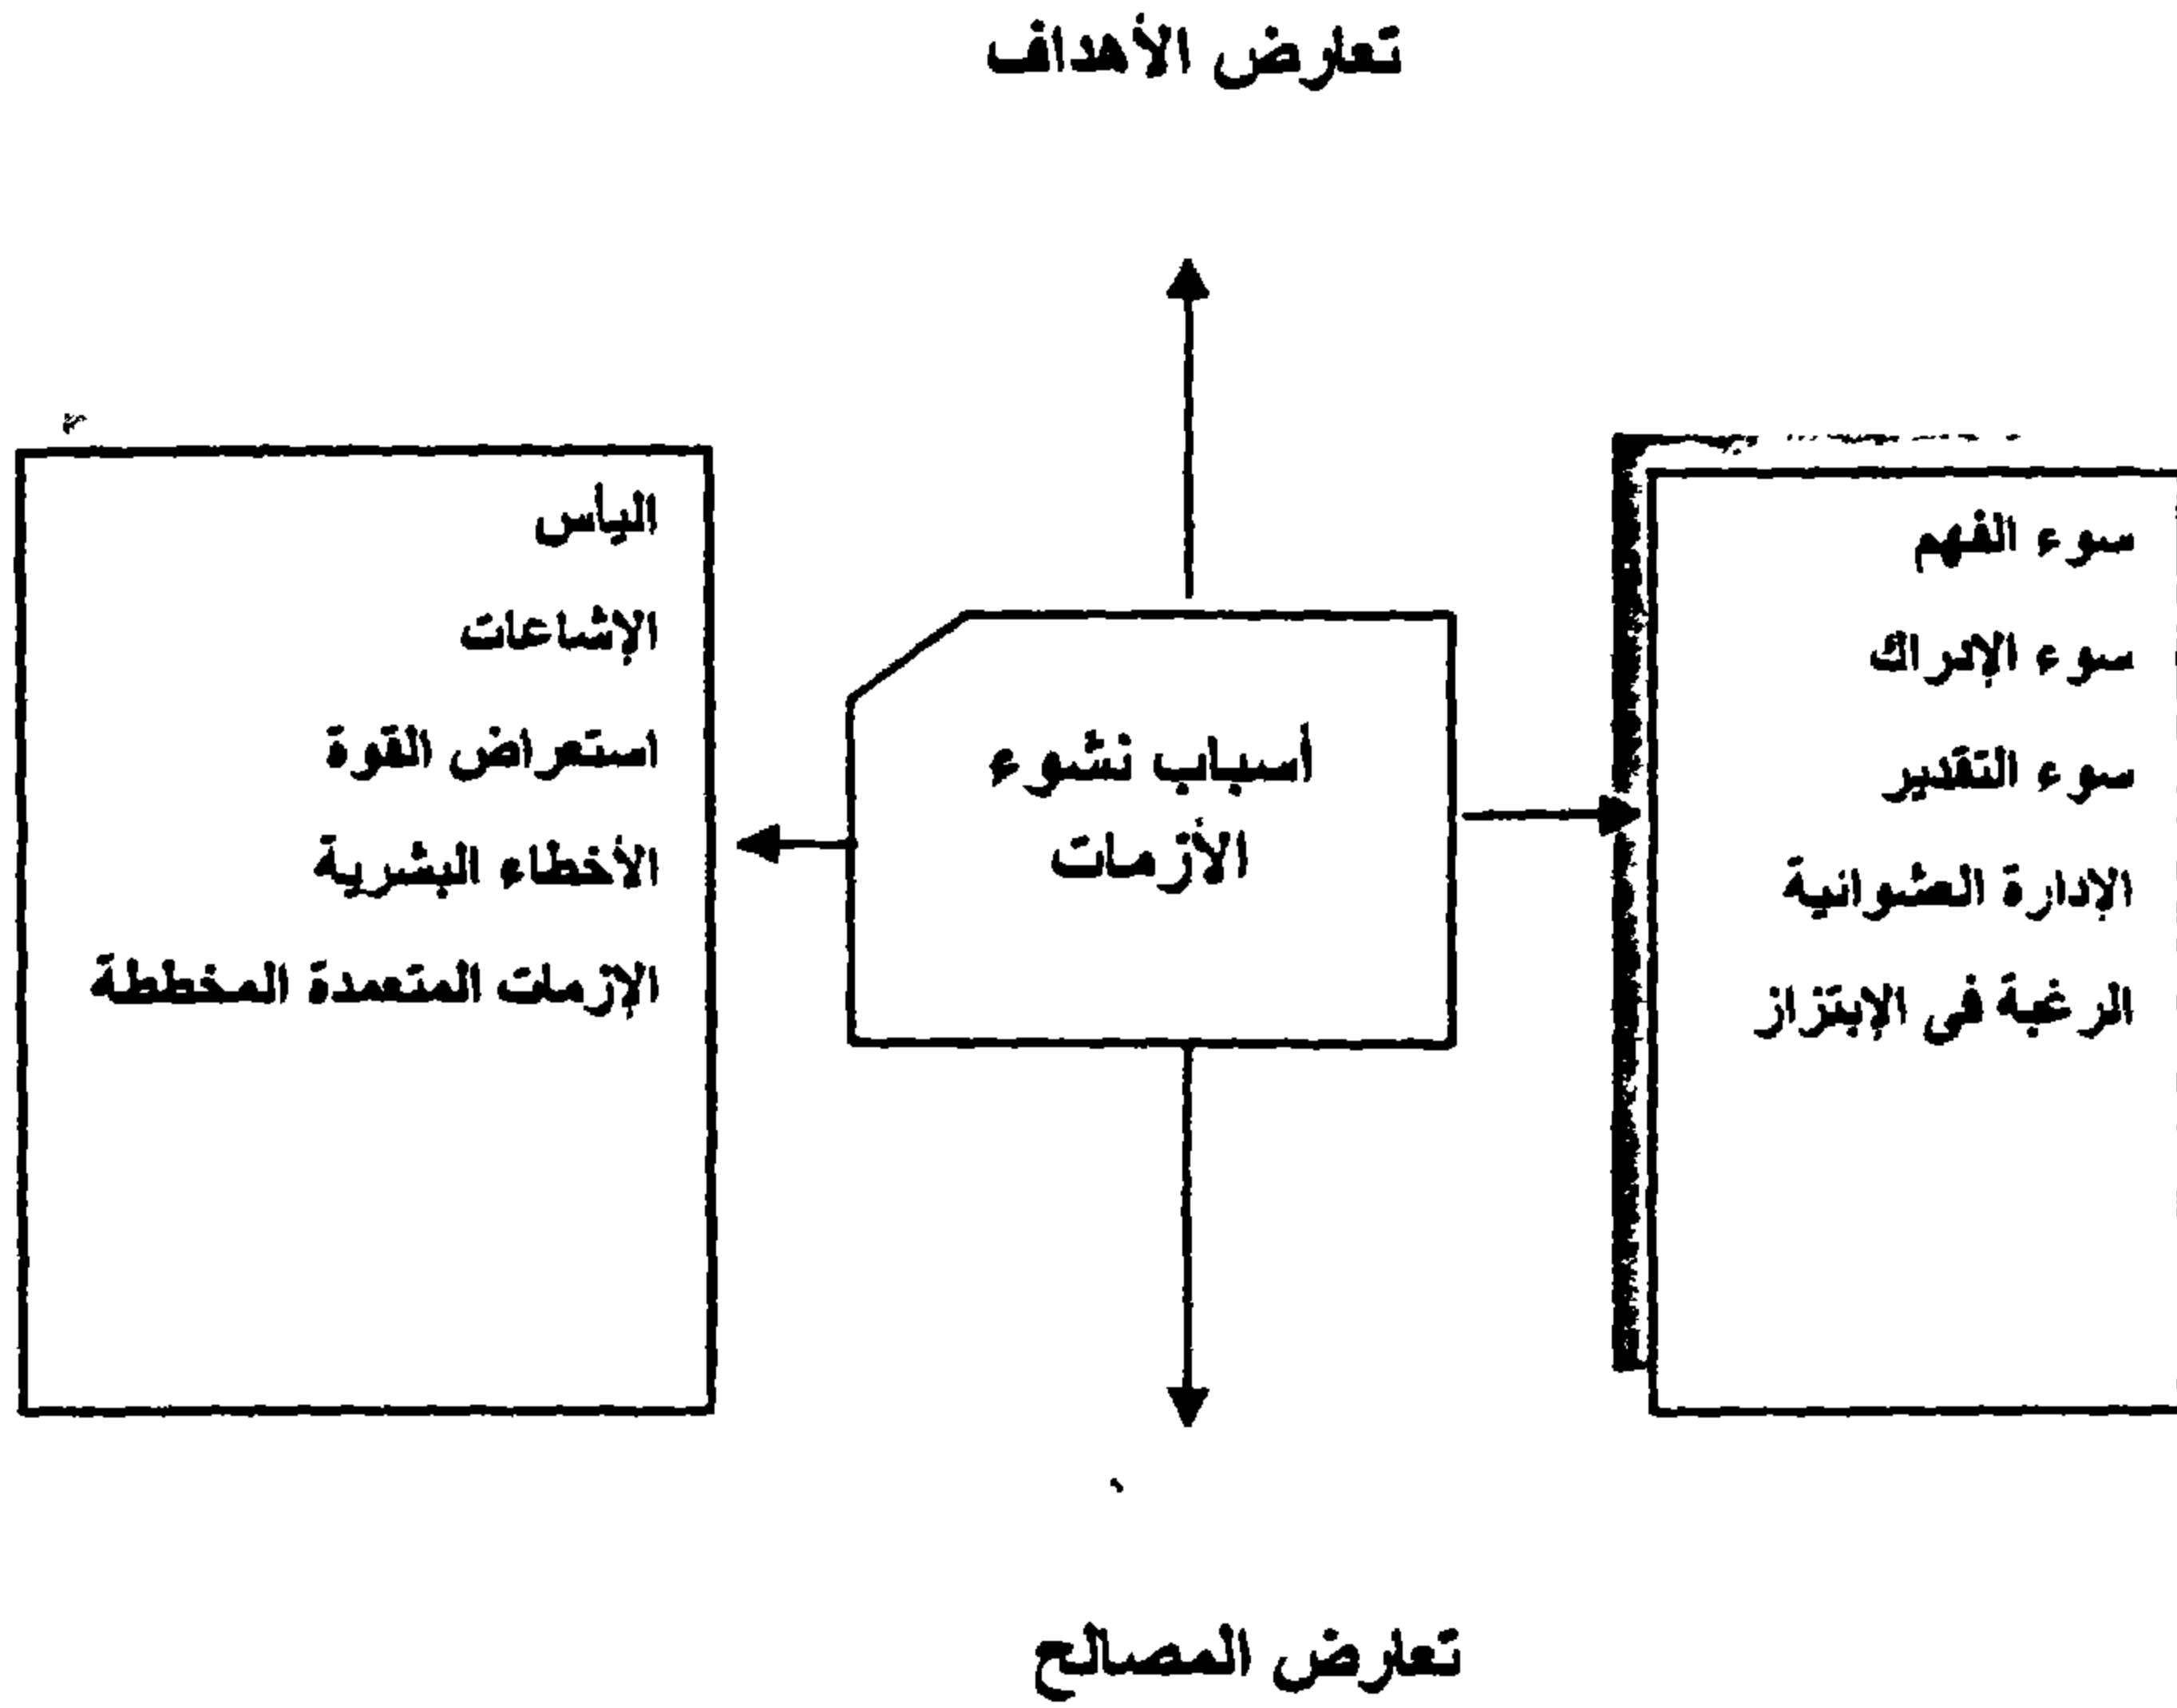 تعارض الأهداف
سوء الفهم
سوء الإدراك
سوء التقدير
الإدارة العشوائية
الرغبة في الإبتزاز
أسباب نشوء
الأزمات
اليأس
الإشاعات
استعراض القوة
الأخطاء البشرية
الإزمات المتعمدة المخططة
تعارض المصالح